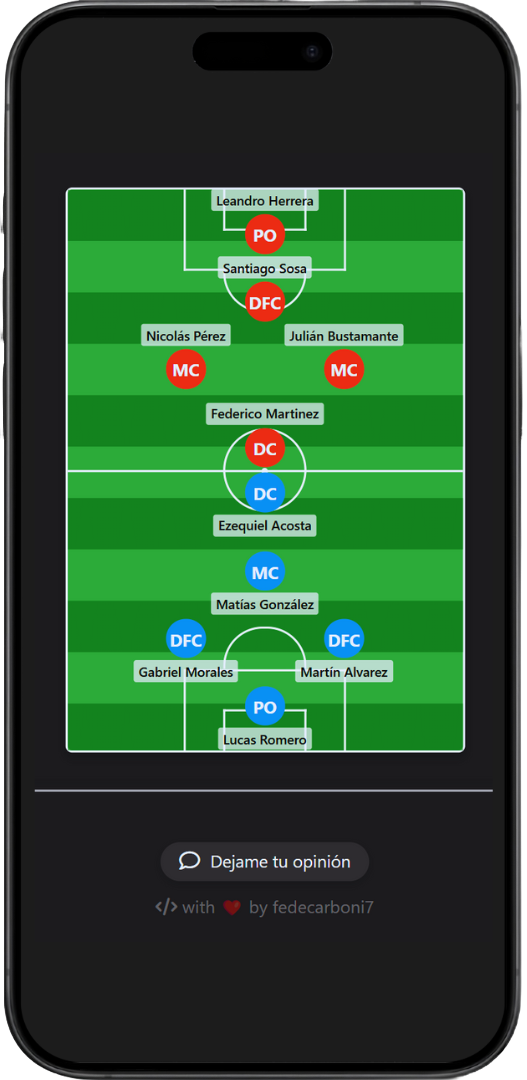 Leandro Herrera
PO
Santiago Sosa
DFC
Nicolás Pérez Julián Bustamante
MC MC
Federico Martinez
DC
DC
Ezequiel Acosta
MC
Matías González
DFC DFC
Gabriel Morales Martín Alvarez
PO
Lucas Romero
Dejame tu opinión
</> with ❤ by fedecarboni7